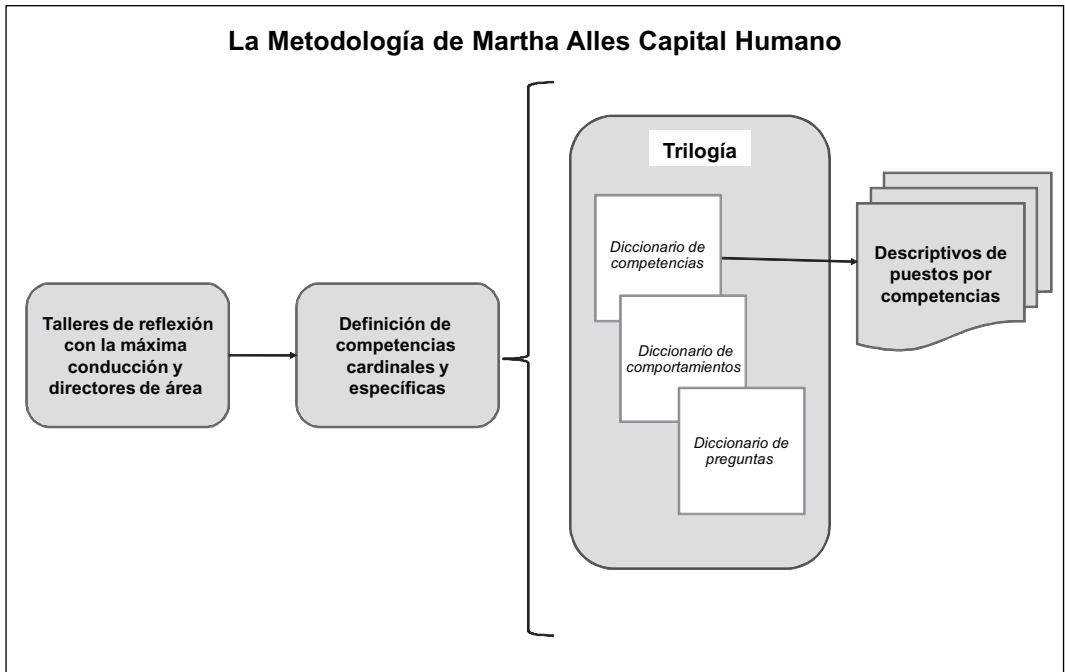 La Metodología de Martha Alles Capital Humano
Talleres de reflexión
con la máxima
conducción y
directores de área
Definición de
competencias
cardinales y
específicas
Trilogía
Diccionario de
competencias
Diccionario de
comportamientos
Diccionario de
preguntas
Descriptivos de
puestos por
competencias